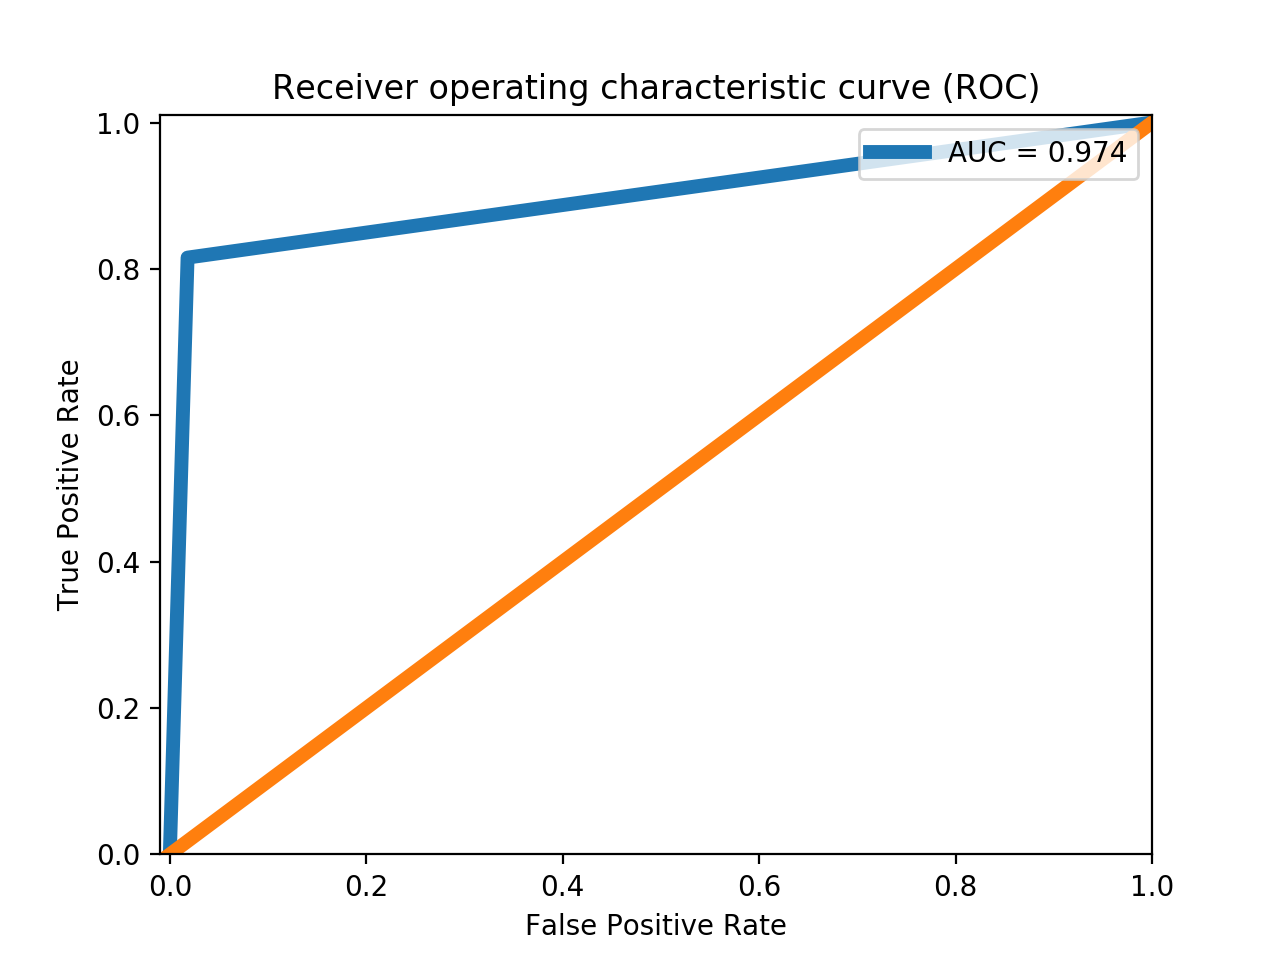 Receiver operating characteristic curve (ROC)
AUC = 0.974
True Positive Rate
1.0
0.8
0.6
0.4
0.2
0.0
0.0 0.2 0.4 0.6 0.8 1.0
False Positive Rate